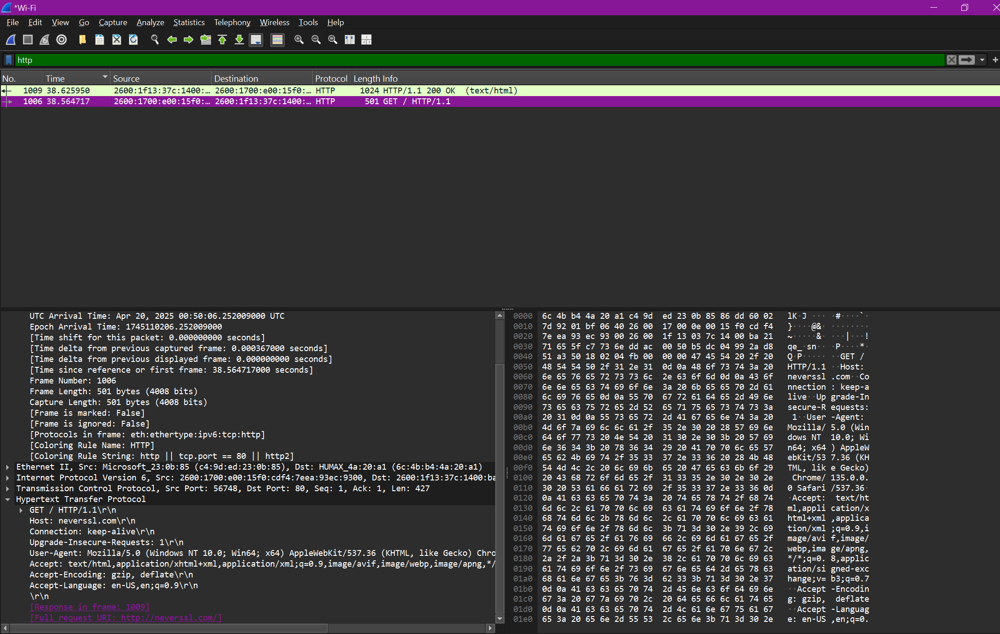 *Wi-Fi
File Edit View Go Capture Analyze Statistics Telephony Wireless Tools Help
http
No. Time Source Destination Protocol Length Info
1009 38.625950 2600:1f13:37c:1400:… 2600:1700:e00:15f0:… HTTP 1024 HTTP/1.1 200 OK (text/html)
1006 38.564717 2600:1700:e00:15f0:… 2600:1f13:37c:1400:… HTTP 501 GET / HTTP/1.1
UTC Arrival Time: Apr 20, 2025 00:50:06.252009000 UTC
Epoch Arrival Time: 1745110206.252009000
[Time shift for this packet: 0.000000000 seconds]
[Time delta from previous captured frame: 0.000367000 seconds]
[Time delta from previous displayed frame: 0.000000000 seconds]
[Time since reference or first frame: 38.564717000 seconds]
Frame Number: 1006
Frame Length: 501 bytes (4008 bits)
Capture Length: 501 bytes (4008 bits)
[Frame is marked: False]
[Frame is ignored: False]
[Protocols in frame: eth:ethertype:ipv6:tcp:http]
[Coloring Rule Name: HTTP]
[Coloring Rule String: http || tcp.port == 80 || http2]
Ethernet II, Src: Microsoft_23:0b:85 (c4:9d:ed:23:0b:85), Dst: HUMAX_4a:20:a1 (6c:4b:b4:4a:20:a1)
Internet Protocol Version 6, Src: 2600:1700:e00:15f0:cdf4:7eea:93ec:9300, Dst: 2600:1f13:37c:1400:ba
Transmission Control Protocol, Src Port: 56748, Dst Port: 80, Seq: 1, Ack: 1, Len: 427
Hypertext Transfer Protocol
GET / HTTP/1.1\r\n
Host: neverssl.com\r\n
Connection: keep-alive\r\n
Upgrade-Insecure-Requests: 1\r\n
User-Agent: Mozilla/5.0 (Windows NT 10.0; Win64; x64) AppleWebKit/537.36 (KHTML, like Gecko) Chro
Accept: text/html,application/xhtml+xml,application/xml;q=0.9,image/avif,image/webp,image/apng,*/
Accept-Encoding: gzip, deflate\r\n
Accept-Language: en-US,en;q=0.9\r\n
\r\n
[Response in frame: 1009]
[Full request URI: http://neverssl.com/]
0000 6c 4b b4 4a 20 a1 c4 9d ed 23 0b 85 86 dd 60 02 lK·J ··· ·#····`·
0010 7d 92 01 bf 06 40 26 00 17 00 0e 00 15 f0 cd f4 }····@&· ········
0020 7e ea 93 ec 93 00 26 00 1f 13 03 7c 14 00 ba 21 ~·····&· ···|···!
0030 71 65 5f c7 73 6e dd ac 00 50 b5 dc 04 99 2a d8 qe_·sn·· ·P····*·
0040 51 a3 50 18 02 04 fb 00 00 00 47 45 54 20 2f 20 Q·P····· ··GET /
0050 48 54 54 50 2f 31 2e 31 0d 0a 48 6f 73 74 3a 20 HTTP/1.1 ··Host:
0060 6e 65 76 65 72 73 73 6c 2e 63 6f 6d 0d 0a 43 6f neverssl .com··Co
0070 6e 6e 65 63 74 69 6f 6e 3a 20 6b 65 65 70 2d 61 nnection : keep-a
0080 6c 69 76 65 0d 0a 55 70 67 72 61 64 65 2d 49 6e live··Up grade-In
0090 73 65 63 75 72 65 2d 52 65 71 75 65 73 74 73 3a secure-R equests:
00a0 20 31 0d 0a 55 73 65 72 2d 41 67 65 6e 74 3a 20 1··User -Agent:
00b0 4d 6f 7a 69 6c 6c 61 2f 35 2e 30 20 28 57 69 6e Mozilla/ 5.0 (Win
00c0 64 6f 77 73 20 4e 54 20 31 30 2e 30 3b 20 57 69 dows NT 10.0; Wi
00d0 6e 36 34 3b 20 78 36 34 29 20 41 70 70 6c 65 57 n64; x64 ) AppleW
00e0 65 62 4b 69 74 2f 35 33 37 2e 33 36 20 28 4b 48 ebKit/53 7.36 (KH
00f0 54 4d 4c 2c 20 6c 69 6b 65 20 47 65 63 6b 6f 29 TML, lik e Gecko)
0100 20 43 68 72 6f 6d 65 2f 31 33 35 2e 30 2e 30 2e Chrome/ 135.0.0.
0110 30 20 53 61 66 61 72 69 2f 35 33 37 2e 33 36 0d 0 Safari /537.36·
0120 0a 41 63 63 65 70 74 3a 20 74 65 78 74 2f 68 74 ·Accept: text/ht
0130 6d 6c 2c 61 70 70 6c 69 63 61 74 69 6f 6e 2f 78 ml,appli cation/x
0140 68 74 6d 6c 2b 78 6d 6c 2c 61 70 70 6c 69 63 61 html+xml ,applica
0150 74 69 6f 6e 2f 78 6d 6c 3b 71 3d 30 2e 39 2c 69 tion/xml ;q=0.9,i
0160 6d 61 67 65 2f 61 76 69 66 2c 69 6d 61 67 65 2f mage/avi f,image/
0170 77 65 62 70 2c 69 6d 61 67 65 2f 61 70 6e 67 2c webp,ima ge/apng,
0180 2a 2f 2a 3b 71 3d 30 2e 38 2c 61 70 70 6c 69 63 */*;q=0. 8,applic
0190 61 74 69 6f 6e 2f 73 69 67 6e 65 64 2d 65 78 63 ation/si gned-exc
01a0 68 61 6e 67 65 3b 76 3d 62 33 3b 71 3d 30 2e 37 hange;v= b3;q=0.7
01b0 0d 0a 41 63 63 65 70 74 2d 45 6e 63 6f 64 69 6e ··Accept -Encodin
01c0 67 3a 20 67 7a 69 70 2c 20 64 65 66 6c 61 74 65 g: gzip, deflate
01d0 0d 0a 41 63 63 65 70 74 2d 4c 61 6e 67 75 61 67 ··Accept -Languag
01e0 65 3a 20 65 6e 2d 55 53 2c 65 6e 3b 71 3d 30 2e e: en-US ,en;q=0.